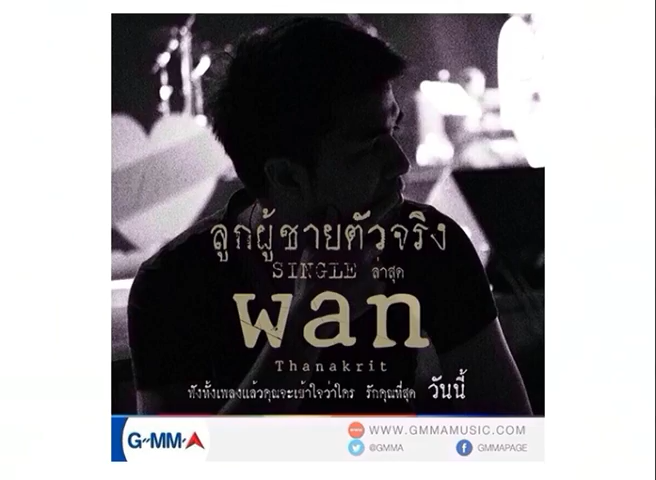 ลูกผู้ชายตัวจริง
SINGLE ล่าสุด
wan
Thanakrit
ฟังทั้งเพลงแล้วคุณจะเข้าใจว่าใคร รักคุณที่สุด วันนี้
G-MM-A
WWW.GMMAMUSIC.COM
@GMMA
GMMAPAGE